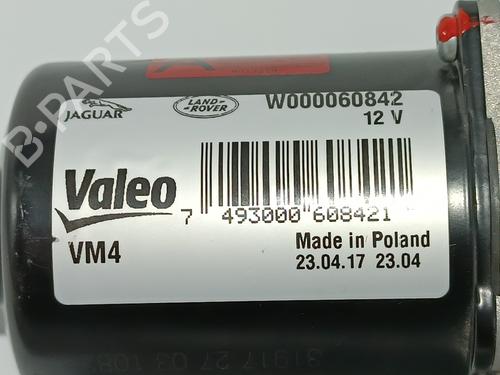 B-PARTS
JAGUAR
LAND-
ROVER
W000060842
12 V
Valeo
7 493000 608421
VM4
Made in Poland
23.04.17 23.04